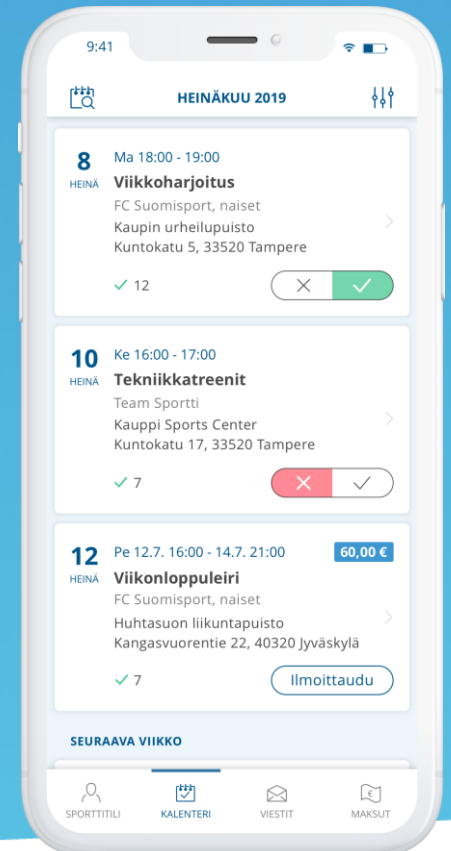 9:41
HEINÄKUU 2019
8
HEINÄ
Ma 18:00 - 19:00
Viikkoharjoitus
FC Suomisport, naiset
Kaupin urheilupuisto
Kuntokatu 5, 33520 Tampere
12
10
HEINÄ
Ke 16:00 - 17:00
Tekniikkatreenit
Team Sportti
Kauppi Sports Center
Kuntokatu 17, 33520 Tampere
7
12
HEINÄ
Pe 12.7. 16:00 - 14.7. 21:00 60,00 €
Viikonloppuleiri
FC Suomisport, naiset
Huhtasuon liikuntapuisto
Kangasvuorentie 22, 40320 Jyväskylä
7 Ilmoittaudu
SEURAAVA VIIKKO
SPORTTITILI KALENTERI VIESTIT MAKSUT